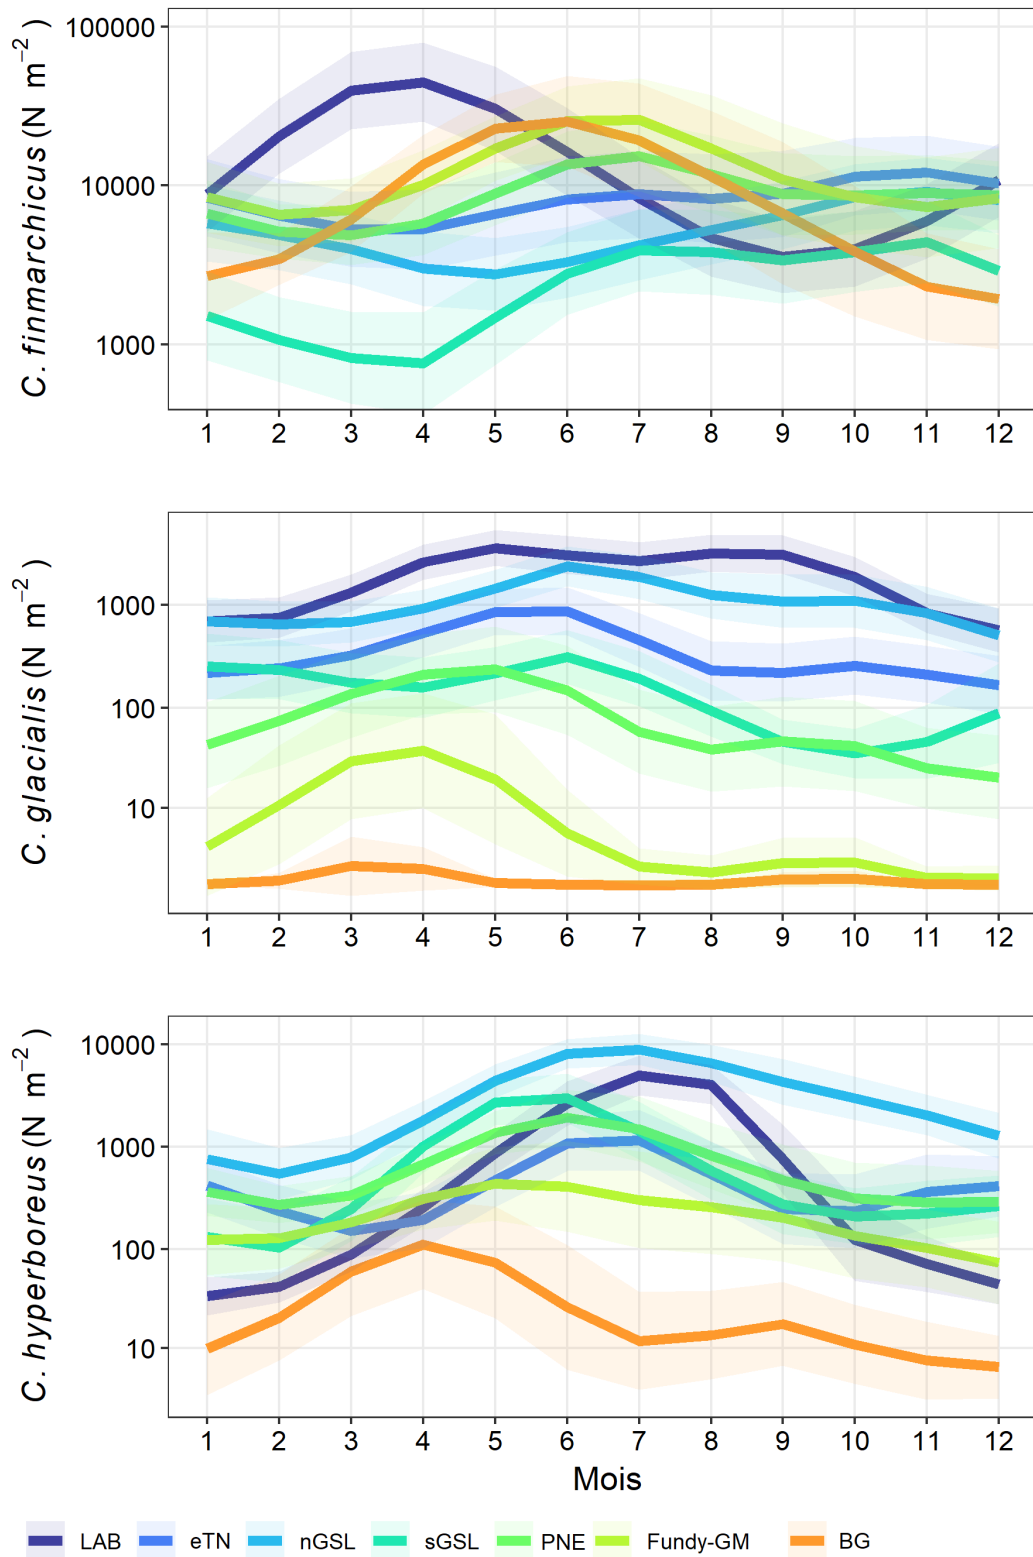 C. finmarchicus (N m⁻²)
100000
10000
1000
1 2 3 4 5 6 7 8 9 10 11 12
C. glacialis (N m⁻²)
1000
100
10
1 2 3 4 5 6 7 8 9 10 11 12
C. hyperboreus (N m⁻²)
10000
1000
100
10
1 2 3 4 5 6 7 8 9 10 11 12
Mois
LAB eTN nGSL sGSL PNE Fundy-GM BG